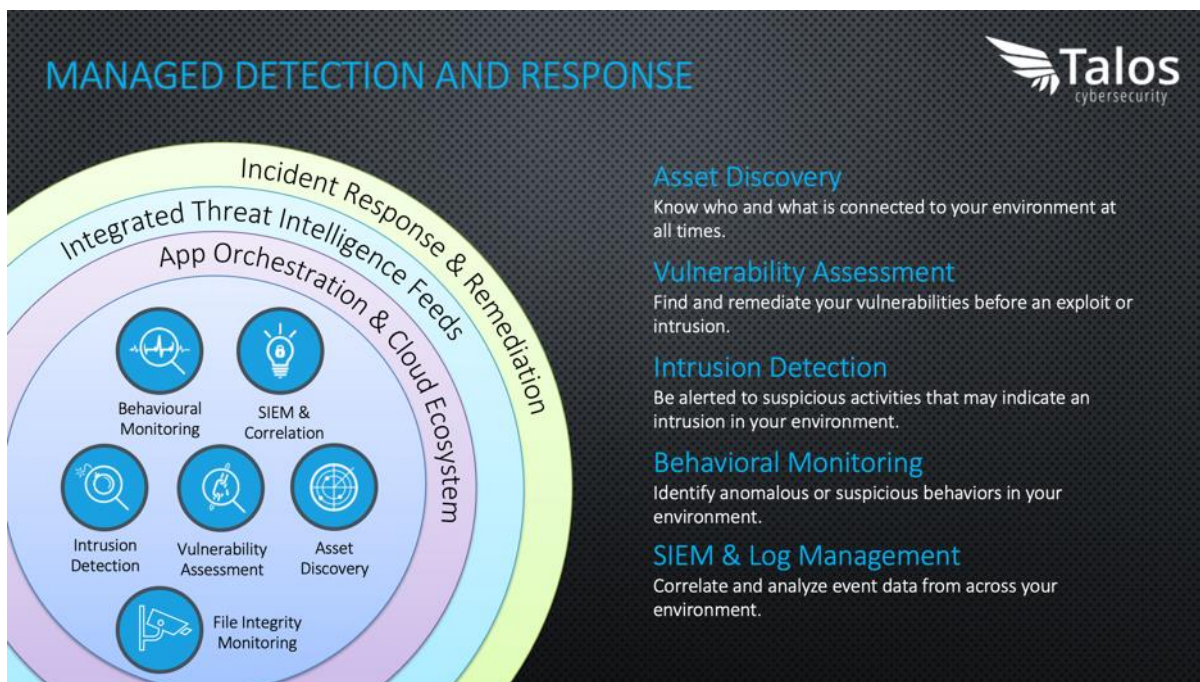 MANAGED DETECTION AND RESPONSE
Talos
cybersecurity
Incident Response & Remediation
Integrated Threat Intelligence Feeds
App Orchestration & Cloud Ecosystem
Behavioural
Monitoring
SIEM &
Correlation
Intrusion
Detection
Vulnerability
Assessment
Asset
Discovery
File Integrity
Monitoring
Asset Discovery
Know who and what is connected to your environment at
all times.
Vulnerability Assessment
Find and remediate your vulnerabilities before an exploit or
intrusion.
Intrusion Detection
Be alerted to suspicious activities that may indicate an
intrusion in your environment.
Behavioral Monitoring
Identify anomalous or suspicious behaviors in your
environment.
SIEM & Log Management
Correlate and analyze event data from across your
environment.